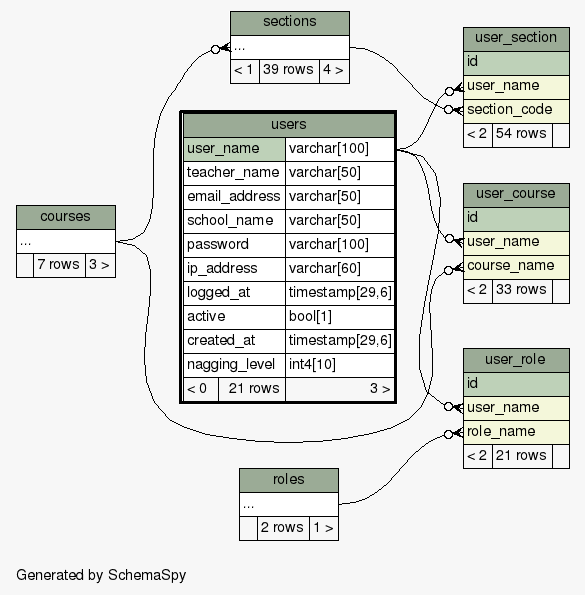 sections
...
< 1 39 rows 4 >
user_section
id
user_name
section_code
< 2 54 rows
users
user_name varchar[100]
teacher_name varchar[50]
email_address varchar[50]
school_name varchar[50]
password varchar[100]
ip_address varchar[60]
logged_at timestamp[29,6]
active bool[1]
created_at timestamp[29,6]
nagging_level int4[10]
< 0 21 rows 3 >
courses
...
7 rows 3 >
user_course
id
user_name
course_name
< 2 33 rows
user_role
id
user_name
role_name
< 2 21 rows
roles
...
2 rows 1 >
Generated by SchemaSpy